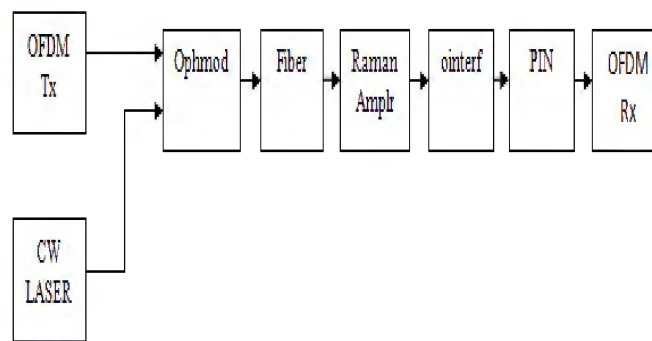 OFDM
Tx
Ophmod
Fiber
Raman
Amplr
ointerf
PIN
OFDM
Rx
CW
LASER